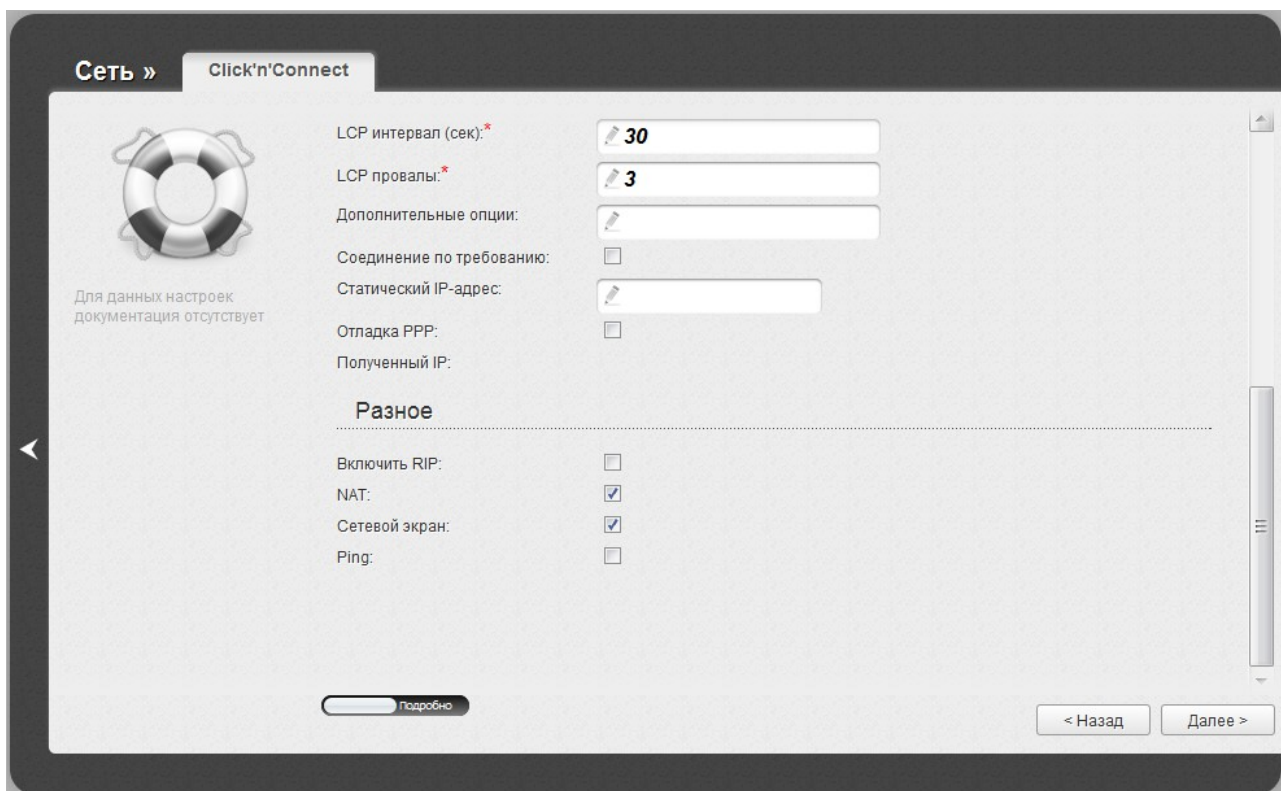 Сеть »
Click'n'Connect
Для данных настроек
документация отсутствует
LCP интервал (сек):* 30
LCP провалы:* 3
Дополнительные опции:
Соединение по требованию:
Статический IP-адрес:
Отладка PPP:
Полученный IP:
Разное
Включить RIP:
NAT:
Сетевой экран:
Ping:
Подробно
< Назад
Далее >